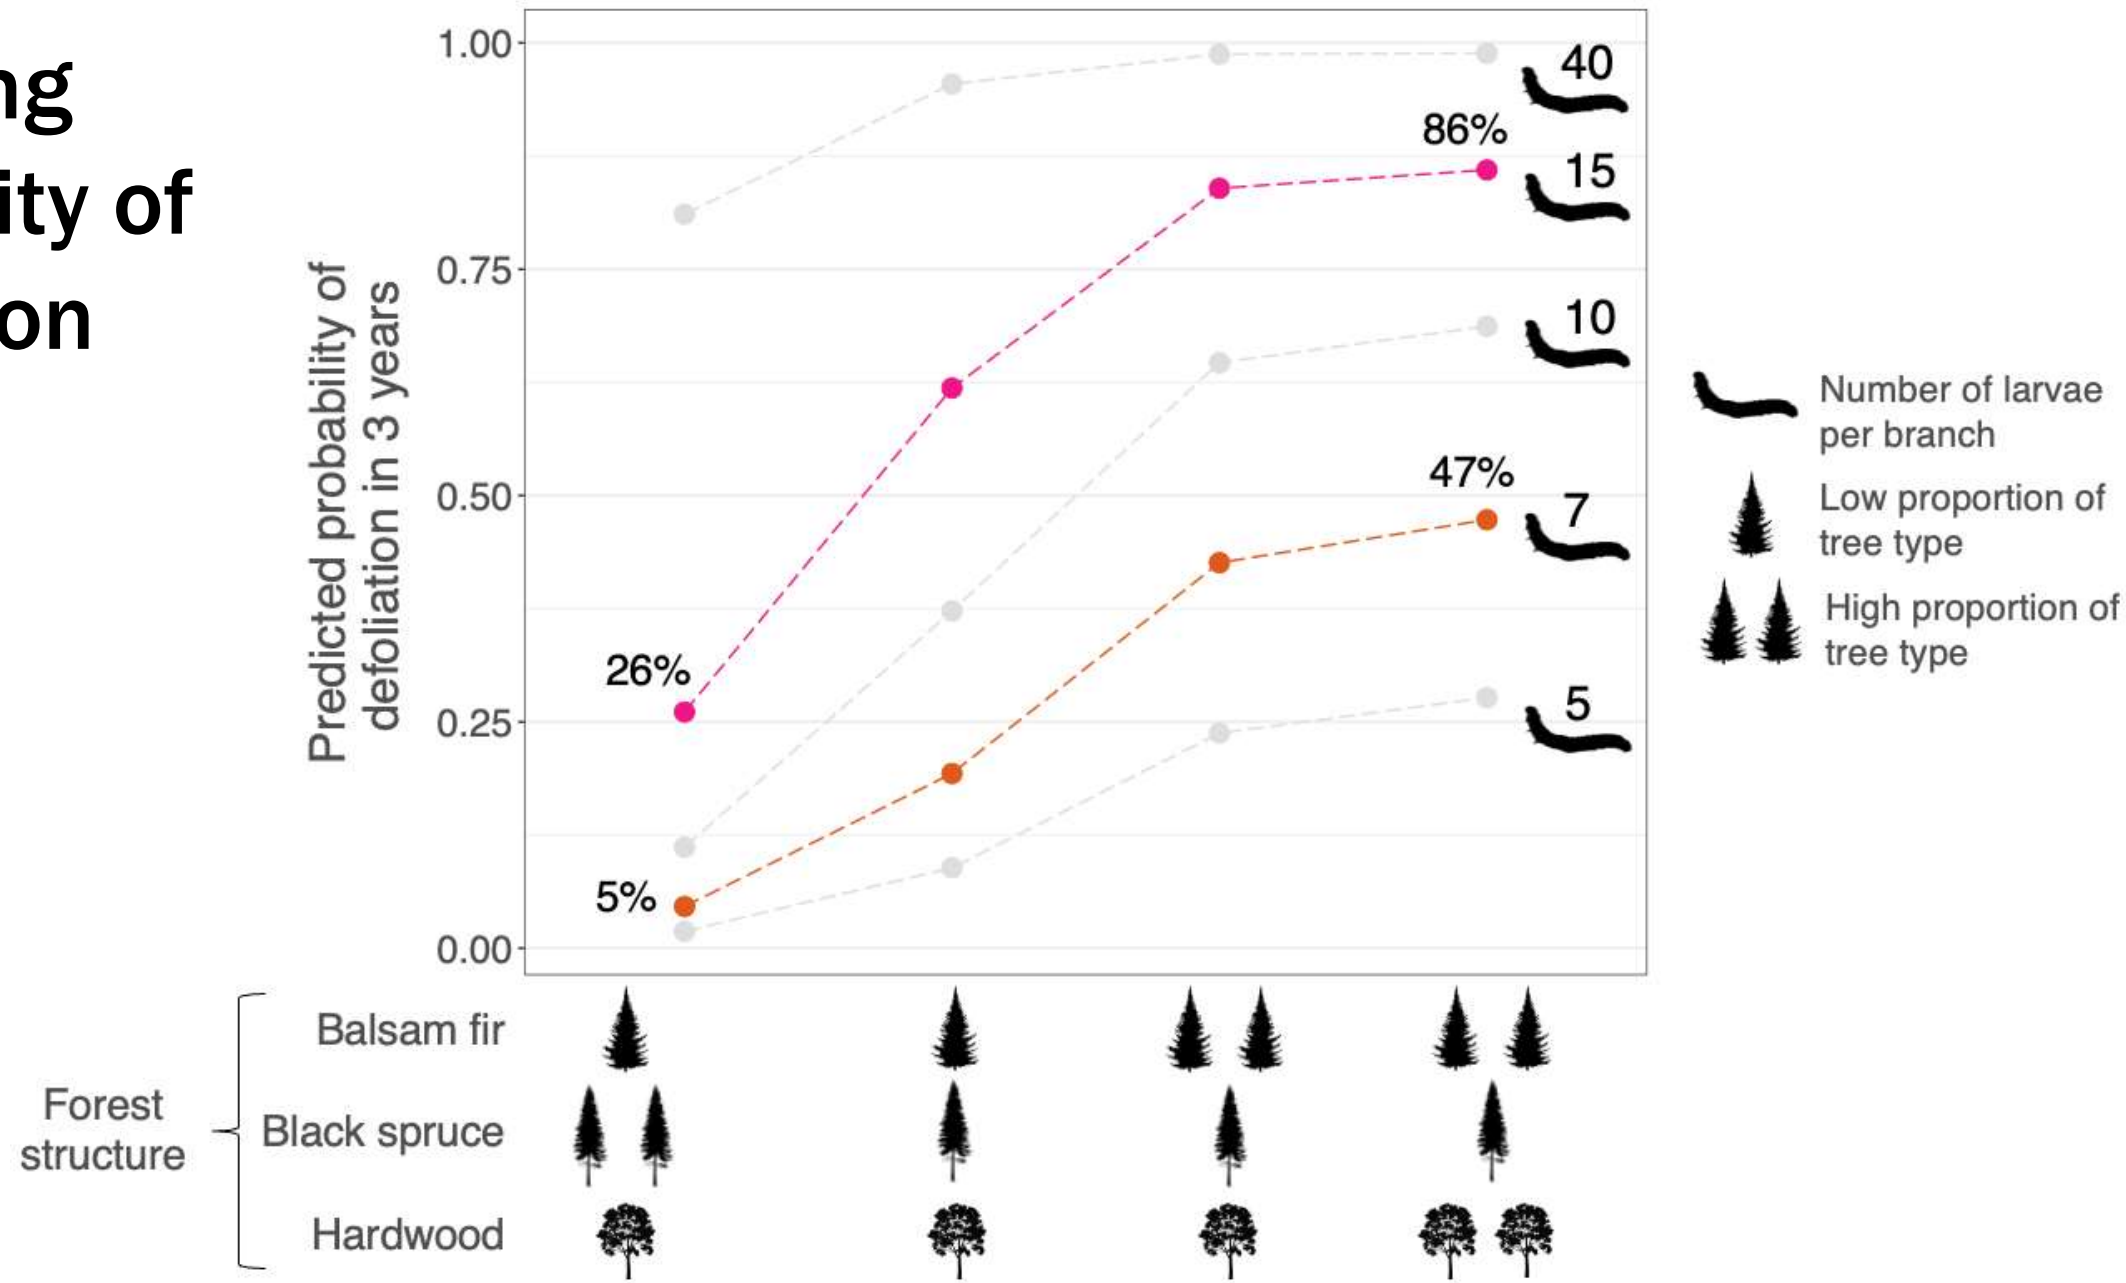 ng
ity of
on
Predicted probability of
defoliation in 3 years
1.00
0.75
0.50
0.25
0.00
40
86%
15
10
47%
7
5
26%
5%
Number of larvae
per branch
Low proportion of
tree type
High proportion of
tree type
Forest
structure
Balsam fir
Black spruce
Hardwood